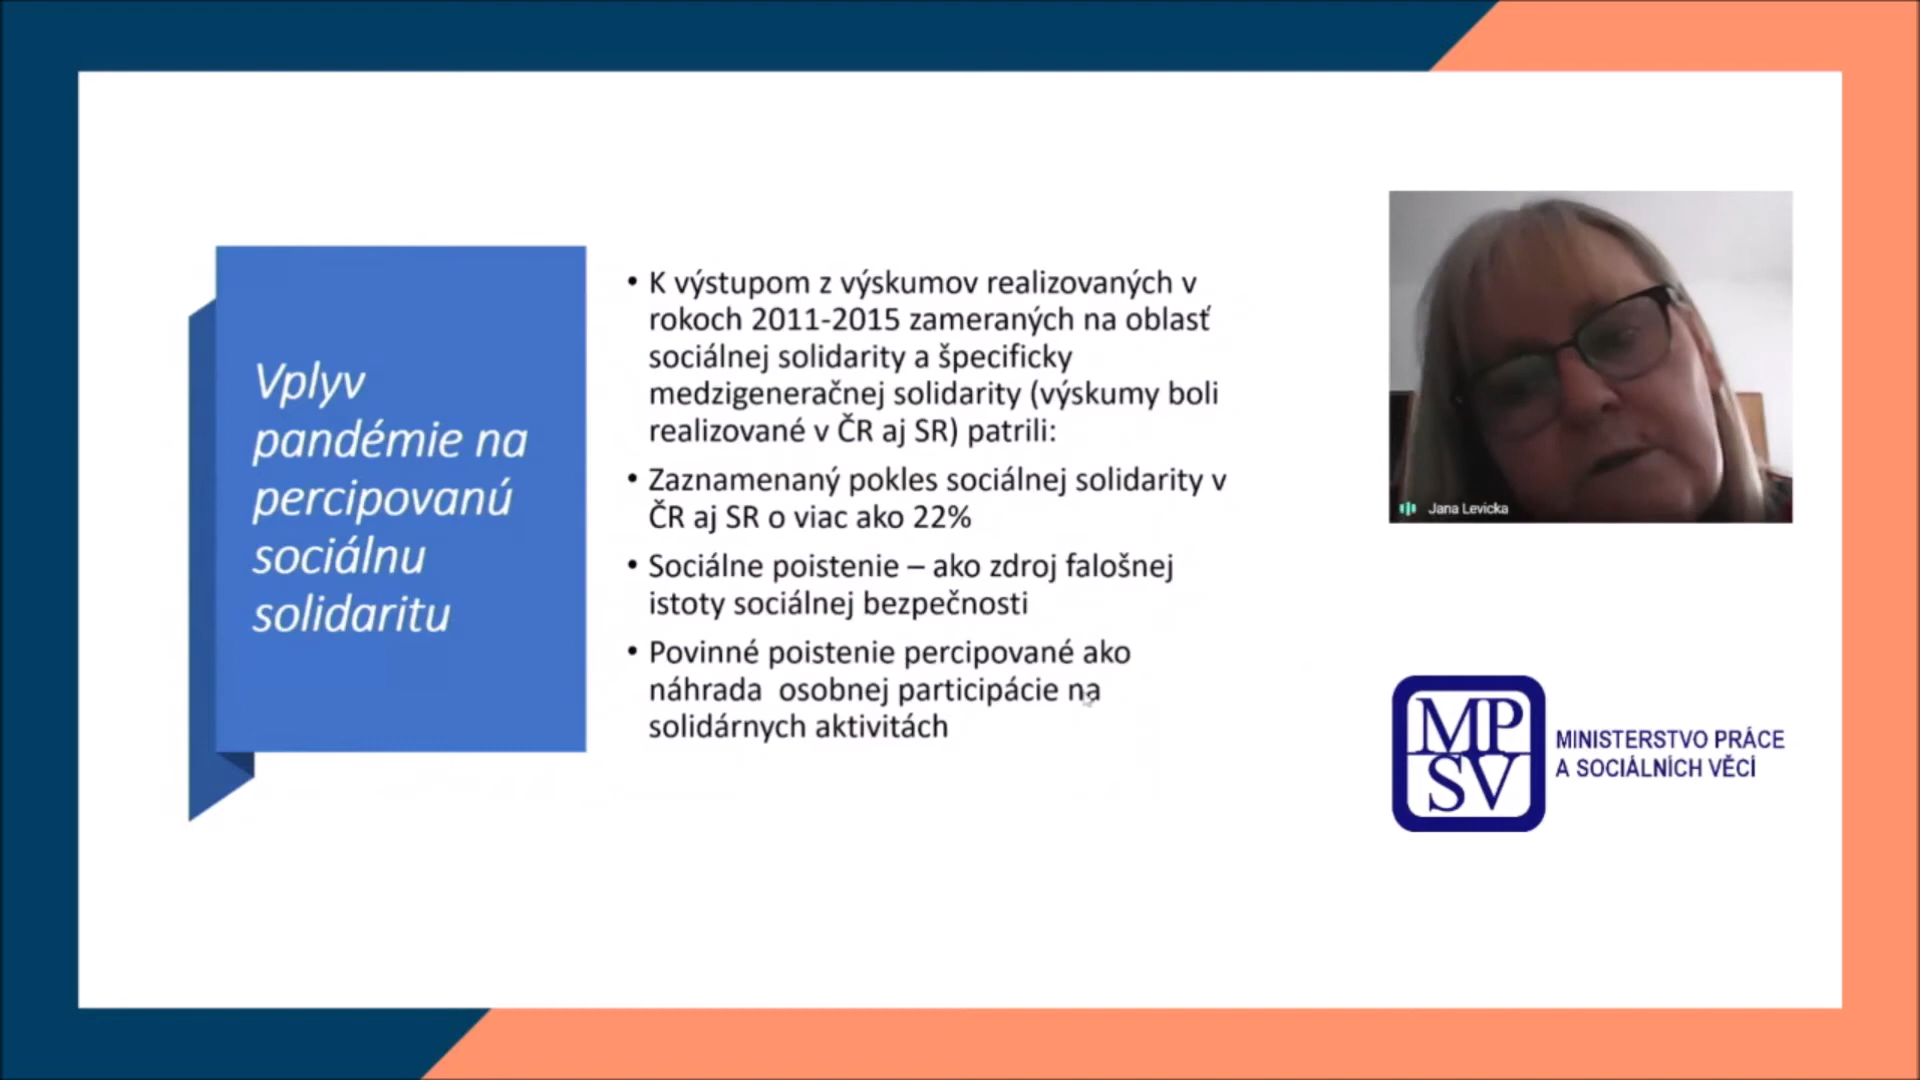 Vplyv
pandémie na
percipovanú
sociálnu
solidaritu
• K výstupom z výskumov realizovaných v
rokoch 2011-2015 zameraných na oblasť
sociálnej solidarity a špecificky
medzigeneračnej solidarity (výskumy boli
realizované v ČR aj SR) patrili:
• Zaznamenaný pokles sociálnej solidarity v
ČR aj SR o viac ako 22%
• Sociálne poistenie – ako zdroj falošnej
istoty sociálnej bezpečnosti
• Povinné poistenie percipované ako
náhrada  osobnej participácie na
solidárnych aktivitách
Jana Levicka
MP
SV
MINISTERSTVO PRÁCE
A SOCIÁLNÍCH VĚCÍ